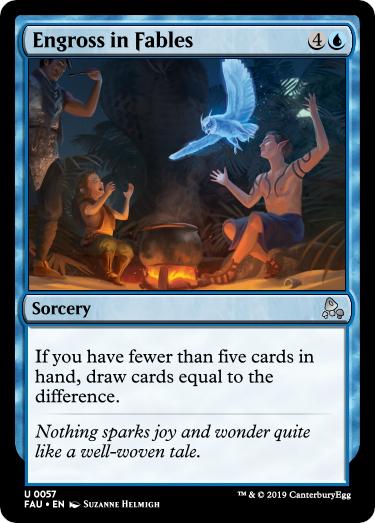 Engross in Fables 4
Sorcery
If you have fewer than five cards in
hand, draw cards equal to the
difference.
Nothing sparks joy and wonder quite
like a well-woven tale.
U 0057
FAU • EN Suzanne Helmigh
™ & © 2019 CanterburyEgg